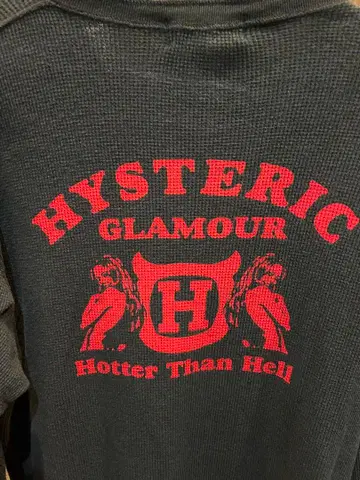 HYSTERIC
GLAMOUR
H
Hotter Than Hell